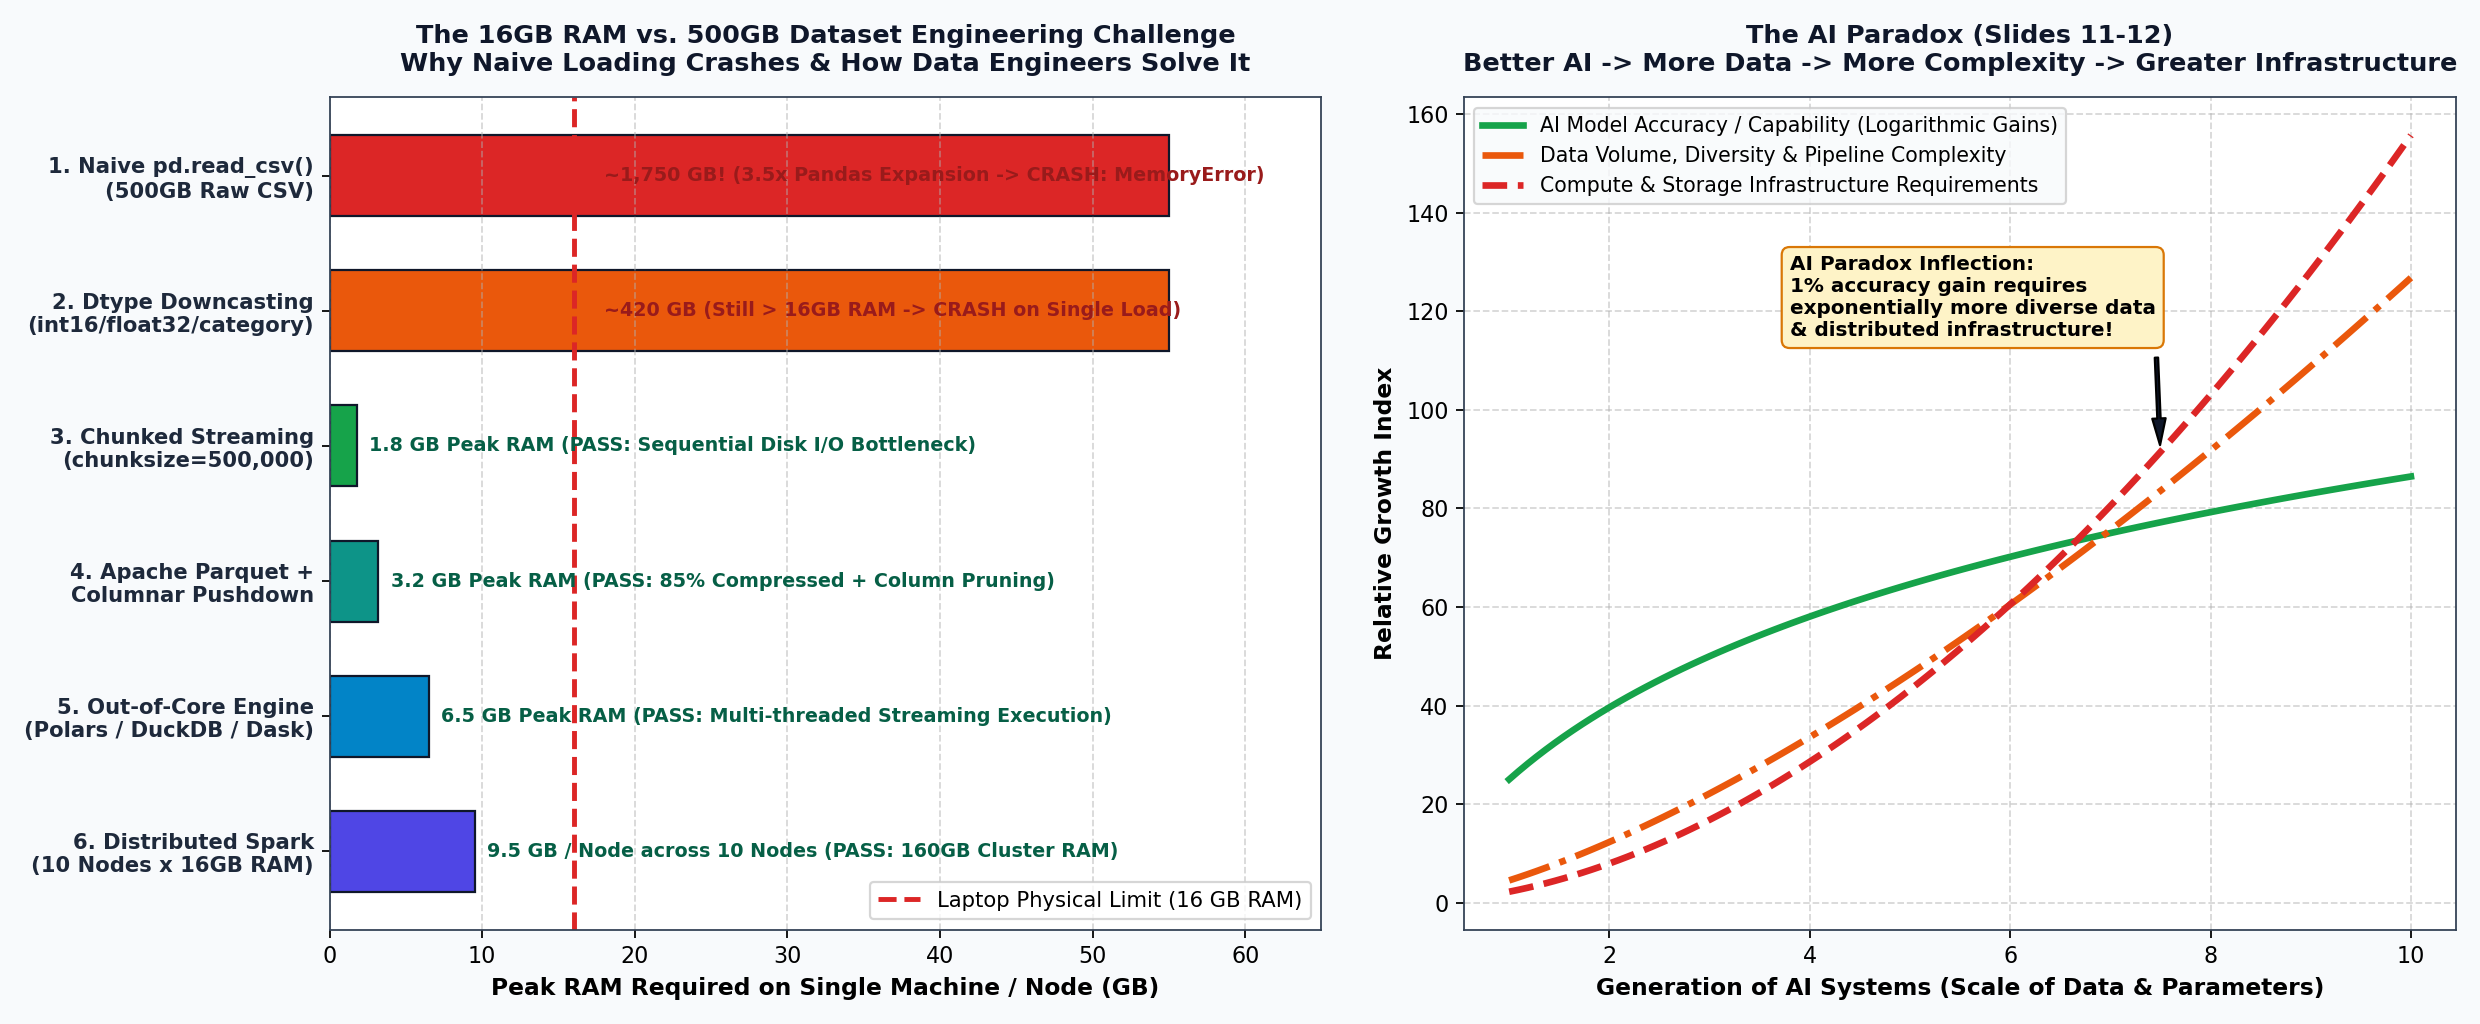 The 16GB RAM vs. 500GB Dataset Engineering Challenge
Why Naive Loading Crashes & How Data Engineers Solve It
1. Naive pd.read_csv()
(500GB Raw CSV)
~1,750 GB! (3.5x Pandas Expansion -> CRASH: MemoryError)
2. Dtype Downcasting
(int16/float32/category)
~420 GB (Still > 16GB RAM -> CRASH on Single Load)
3. Chunked Streaming
(chunksize=500,000)
1.8 GB Peak RAM (PASS: Sequential Disk I/O Bottleneck)
4. Apache Parquet +
Columnar Pushdown
3.2 GB Peak RAM (PASS: 85% Compressed + Column Pruning)
5. Out-of-Core Engine
(Polars / DuckDB / Dask)
6.5 GB Peak RAM (PASS: Multi-threaded Streaming Execution)
6. Distributed Spark
(10 Nodes x 16GB RAM)
9.5 GB / Node across 10 Nodes (PASS: 160GB Cluster RAM)
Laptop Physical Limit (16 GB RAM)
0 10 20 30 40 50 60
Peak RAM Required on Single Machine / Node (GB)
The AI Paradox (Slides 11-12)
Better AI -> More Data -> More Complexity -> Greater Infrastructure
AI Model Accuracy / Capability (Logarithmic Gains)
Data Volume, Diversity & Pipeline Complexity
Compute & Storage Infrastructure Requirements
AI Paradox Inflection:
1% accuracy gain requires
exponentially more diverse data
& distributed infrastructure!
Relative Growth Index
160
140
120
100
80
60
40
20
0
2 4 6 8 10
Generation of AI Systems (Scale of Data & Parameters)